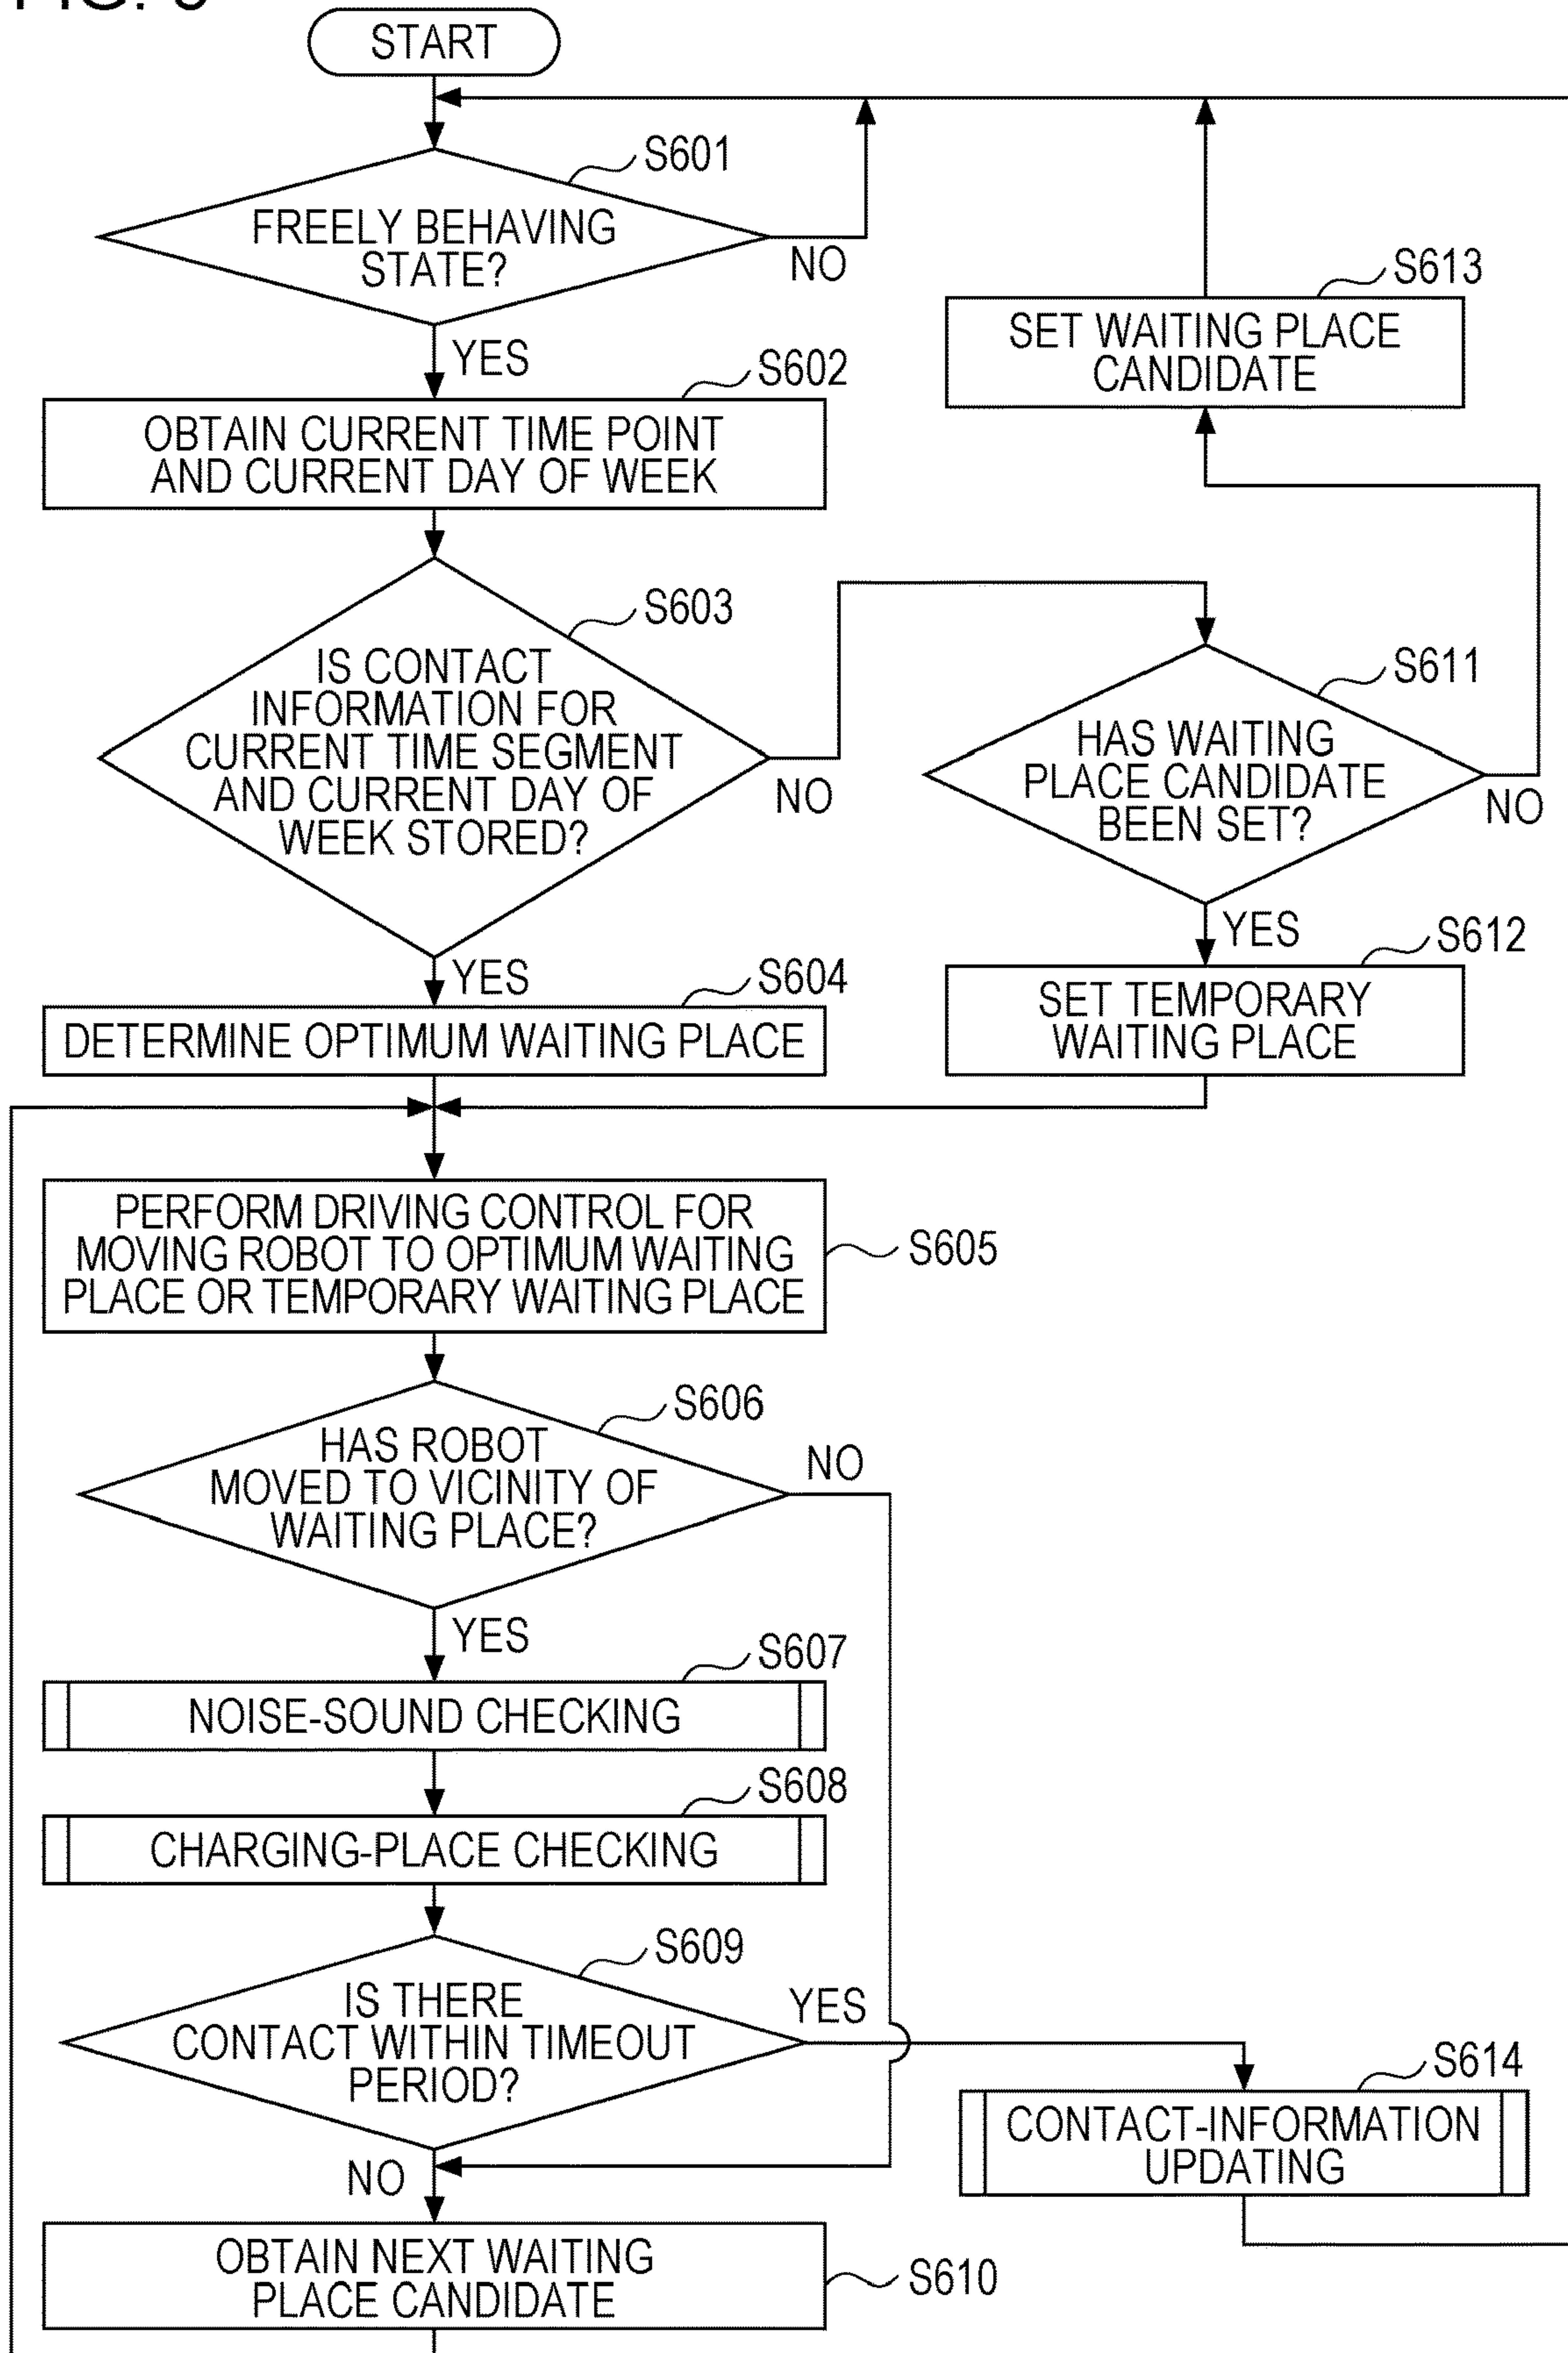 START
S601
FREELY BEHAVING
STATE?
NO
YES
S602
OBTAIN CURRENT TIME POINT
AND CURRENT DAY OF WEEK
S603
IS CONTACT
INFORMATION FOR
CURRENT TIME SEGMENT
AND CURRENT DAY OF
WEEK STORED?
NO
YES
S604
DETERMINE OPTIMUM WAITING PLACE
S613
SET WAITING PLACE
CANDIDATE
S611
HAS WAITING
PLACE CANDIDATE
BEEN SET?
NO
YES
S612
SET TEMPORARY
WAITING PLACE
PERFORM DRIVING CONTROL FOR
MOVING ROBOT TO OPTIMUM WAITING
PLACE OR TEMPORARY WAITING PLACE
S605
S606
HAS ROBOT
MOVED TO VICINITY OF
WAITING PLACE?
NO
YES
S607
NOISE-SOUND CHECKING
S608
CHARGING-PLACE CHECKING
S609
IS THERE
CONTACT WITHIN TIMEOUT
PERIOD?
YES
NO
S614
CONTACT-INFORMATION
UPDATING
OBTAIN NEXT WAITING
PLACE CANDIDATE
S610